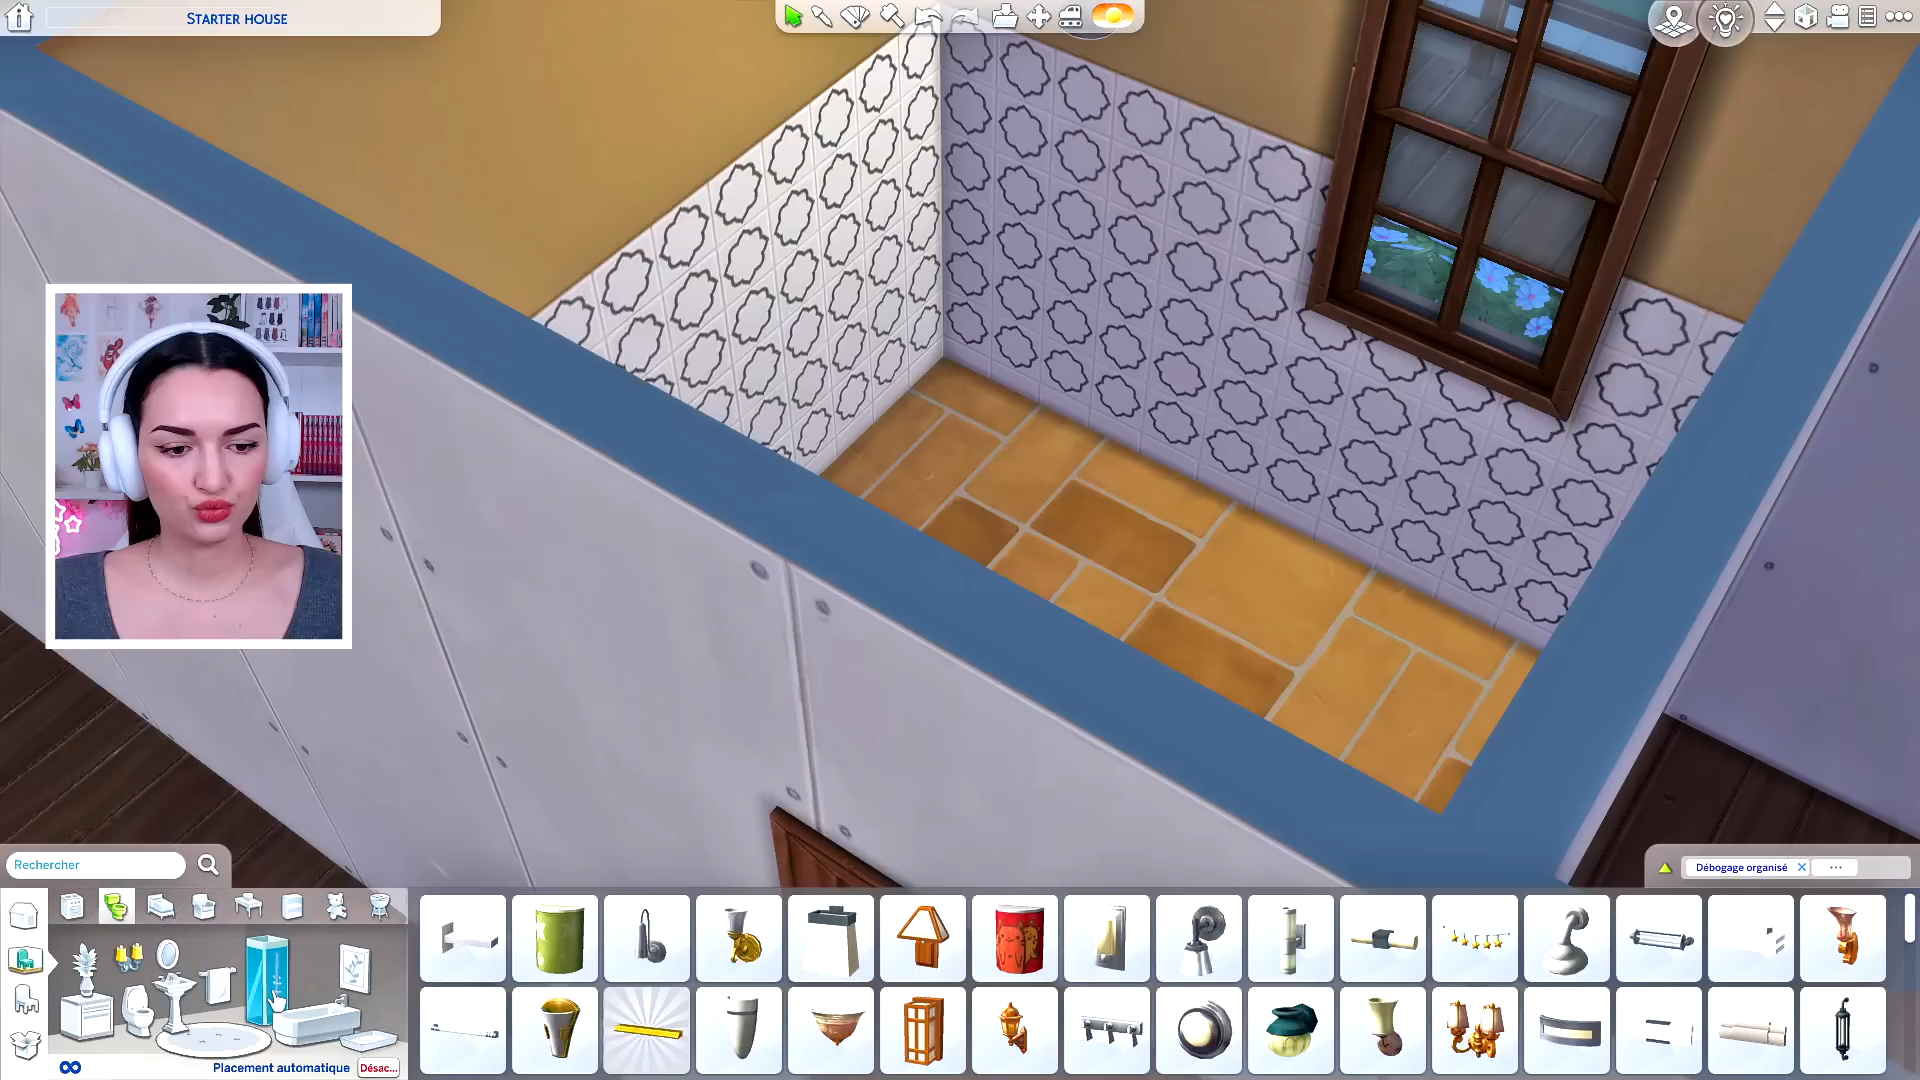 STARTER HOUSE
Rechercher
Débogage organisé
Placement automatique Désac...